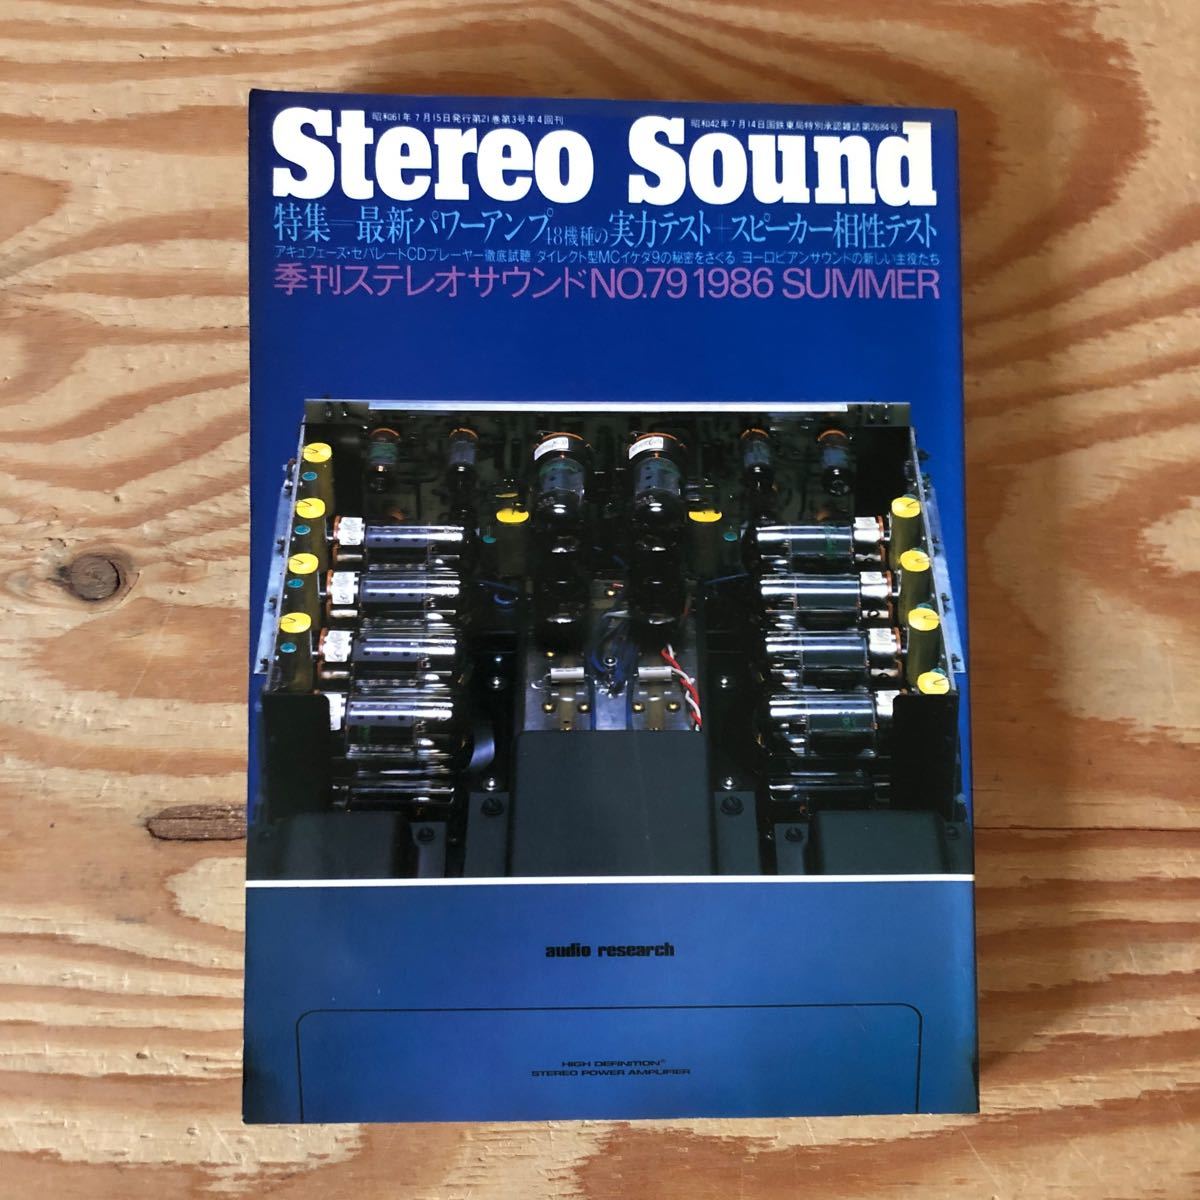 昭和61年7月15日発行第21巻第3号年4回刊
昭和42年7月14日国鉄東局特別承認雑誌第2684号
Stereo Sound
特集—最新パワーアンプ48機種の実力テスト+スピーカー相性テスト
アキュフェーズ・セパレートCDプレーヤー徹底試聴 ダイレクト型MCイケダ9の秘密をさぐる ヨーロピアンサウンドの新しい主役たち
季刊ステレオサウンドNO.79 1986 SUMMER
audio research
HIGH DEFINITION®
STEREO POWER AMPLIFIER